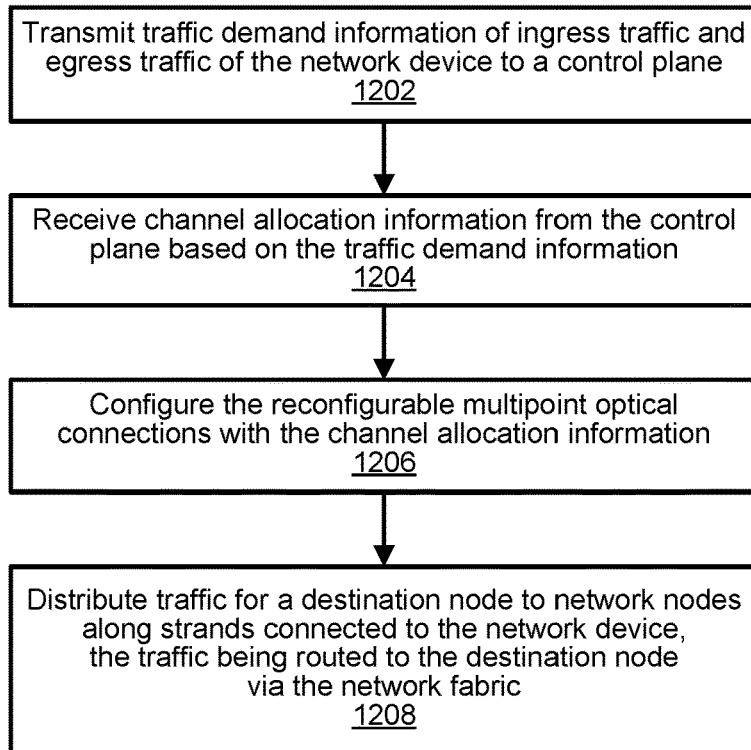 Transmit traffic demand information of ingress traffic and
egress traffic of the network device to a control plane
1202
Receive channel allocation information from the control
plane based on the traffic demand information
1204
Configure the reconfigurable multipoint optical
connections with the channel allocation information
1206
Distribute traffic for a destination node to network nodes
along strands connected to the network device,
the traffic being routed to the destination node
via the network fabric
1208